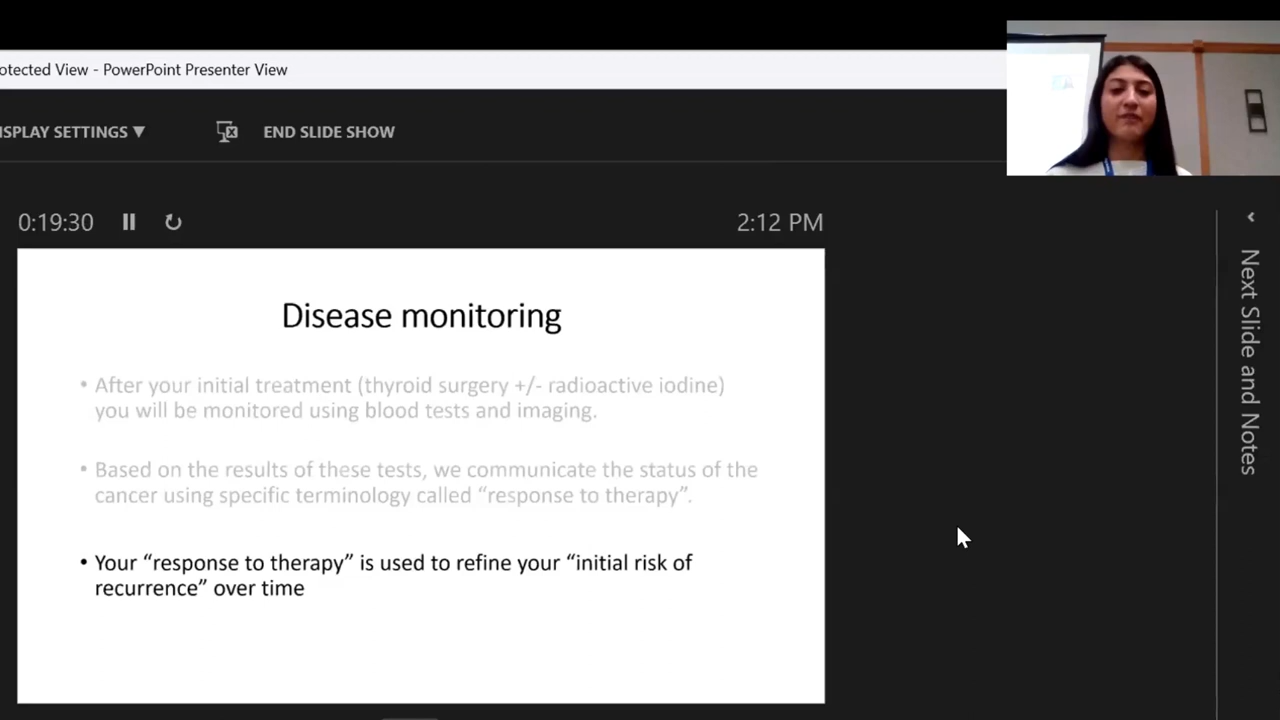 otected View - PowerPoint Presenter View
ISPLAY SETTINGS ▼
END SLIDE SHOW
0:19:30
2:12 PM
Disease monitoring
• After your initial treatment (thyroid surgery +/- radioactive iodine)
you will be monitored using blood tests and imaging.
• Based on the results of these tests, we communicate the status of the
cancer using specific terminology called “response to therapy”.
• Your “response to therapy” is used to refine your “initial risk of
recurrence” over time
Next Slide and Notes